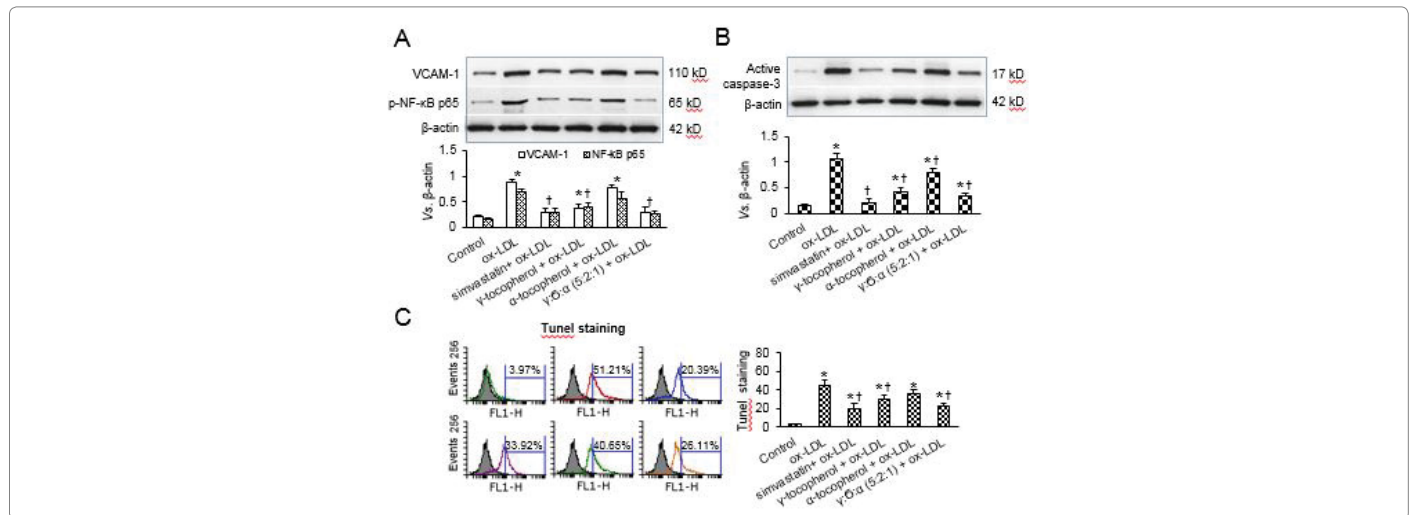 A
VCAM-1
110 kD
p-NF-κB p65
65 kD
β-actin
42 kD
1.5
1
0.5
0
Vs. β-actin
VCAM-1
NF-kB p65
*
†
* †
*
†
Control
ox-LDL
simvastatin+ ox-LDL
γ-tocopherol + ox-LDL
α-tocopherol + ox-LDL
γ:δ:α (5:2:1) + ox-LDL
B
Active
caspase-3
17 kD
β-actin
42 kD
1.5
1
0.5
0
Vs. β-actin
*
†
* †
* †
* †
Control
ox-LDL
simvastatin+ ox-LDL
γ-tocopherol + ox-LDL
α-tocopherol + ox-LDL
γ:δ:α (5:2:1) + ox-LDL
C
Tunel staining
Events 256
3.97%
51.21%
20.39%
FL1-H
FL1-H
FL1-H
Events 256
33.92%
40.65%
26.11%
FL1-H
FL1-H
FL1-H
Tunel staining
80
60
40
20
0
*
* †
* †
*
* †
Control
ox-LDL
simvastatin+ ox-LDL
γ-tocopherol + ox-LDL
α-tocopherol + ox-LDL
γ:δ:α (5:2:1) + ox-LDL